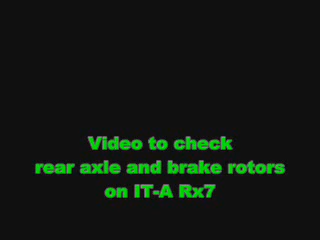 Video to check
rear axle and brake rotors
on IT-A Rx7